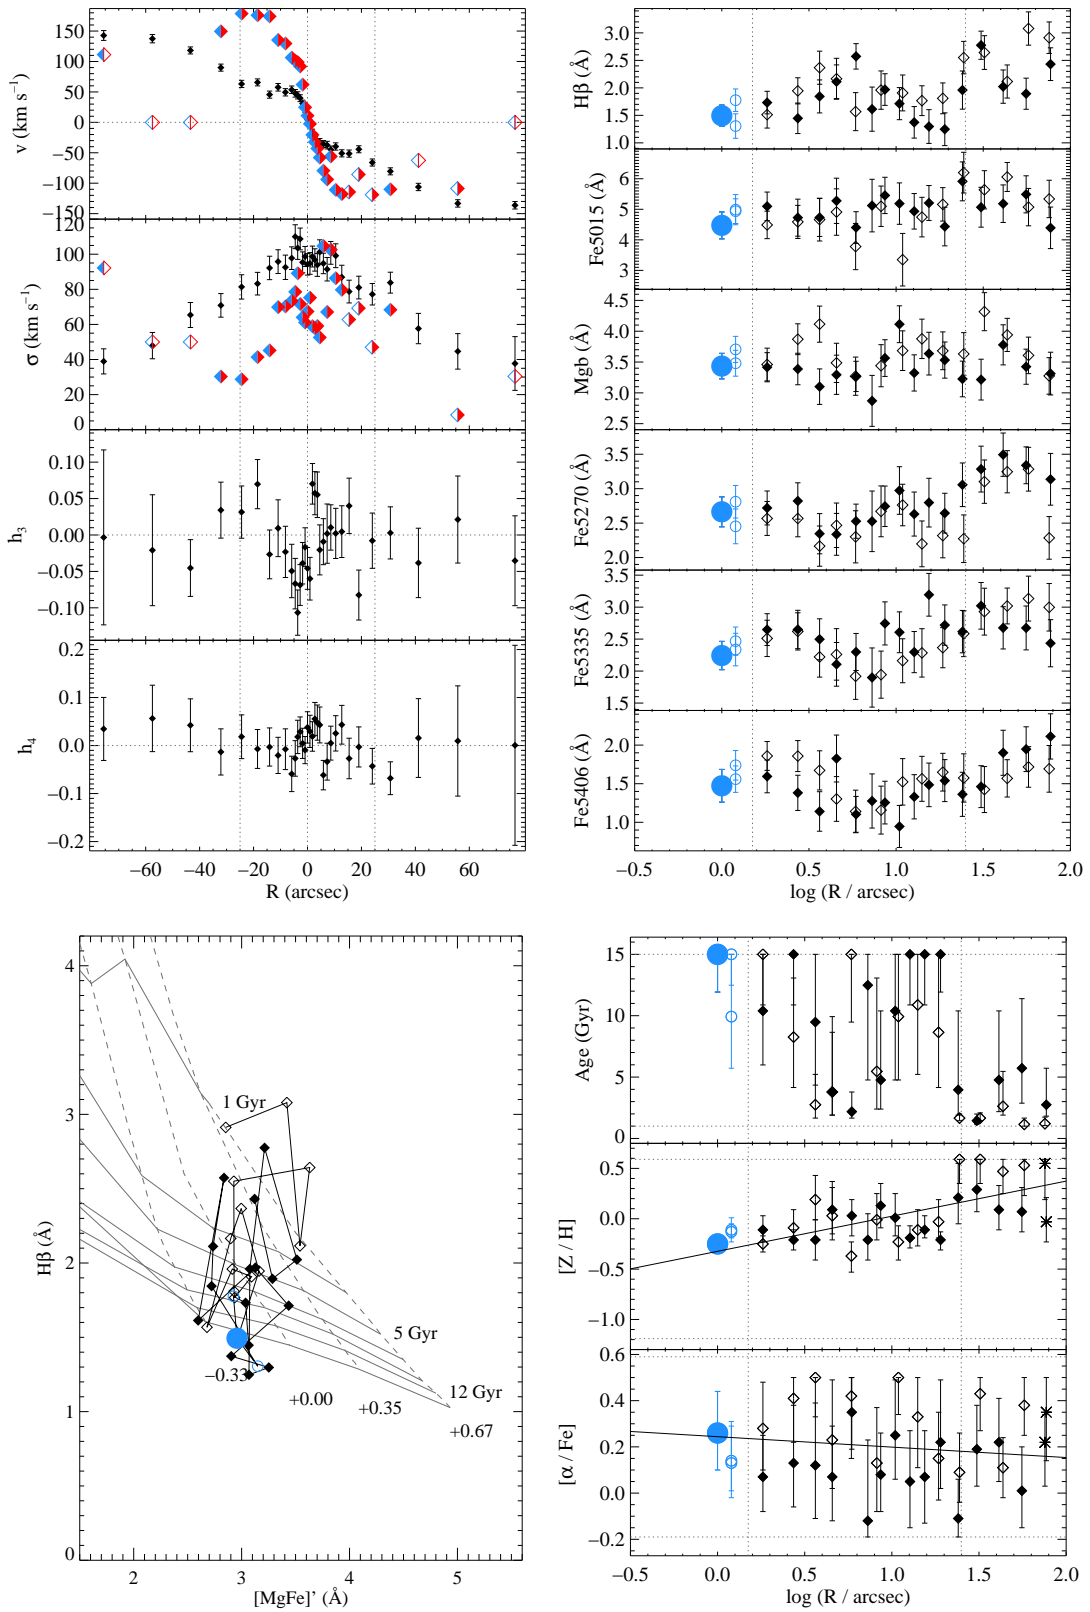 150
100
50
0
−50
−100
−150
v (km s⁻¹)
120
100
80
60
40
20
0
σ (km s⁻¹)
0.10
0.05
0.00
−0.05
−0.10
h₃
0.2
0.1
0.0
−0.1
−0.2
h₄
−60 −40 −20 0 20 40 60
R (arcsec)
3.0
2.5
2.0
1.5
1.0
Hβ (Å)
6
5
4
3
Fe5015 (Å)
4.5
4.0
3.5
3.0
2.5
Mgb (Å)
3.5
3.0
2.5
2.0
Fe5270 (Å)
3.5
3.0
2.5
2.0
1.5
Fe5335 (Å)
2.0
1.5
1.0
Fe5406 (Å)
−0.5 0.0 0.5 1.0 1.5 2.0
log (R / arcsec)
4
3
2
1
0
Hβ (Å)
1 Gyr
5 Gyr
12 Gyr
−0.33
+0.00
+0.35
+0.67
2 3 4 5
[MgFe]' (Å)
15
10
5
0
Age (Gyr)
0.5
0.0
−0.5
−1.0
[Z / H]
0.6
0.4
0.2
0.0
−0.2
[α / Fe]
−0.5 0.0 0.5 1.0 1.5 2.0
log (R / arcsec)